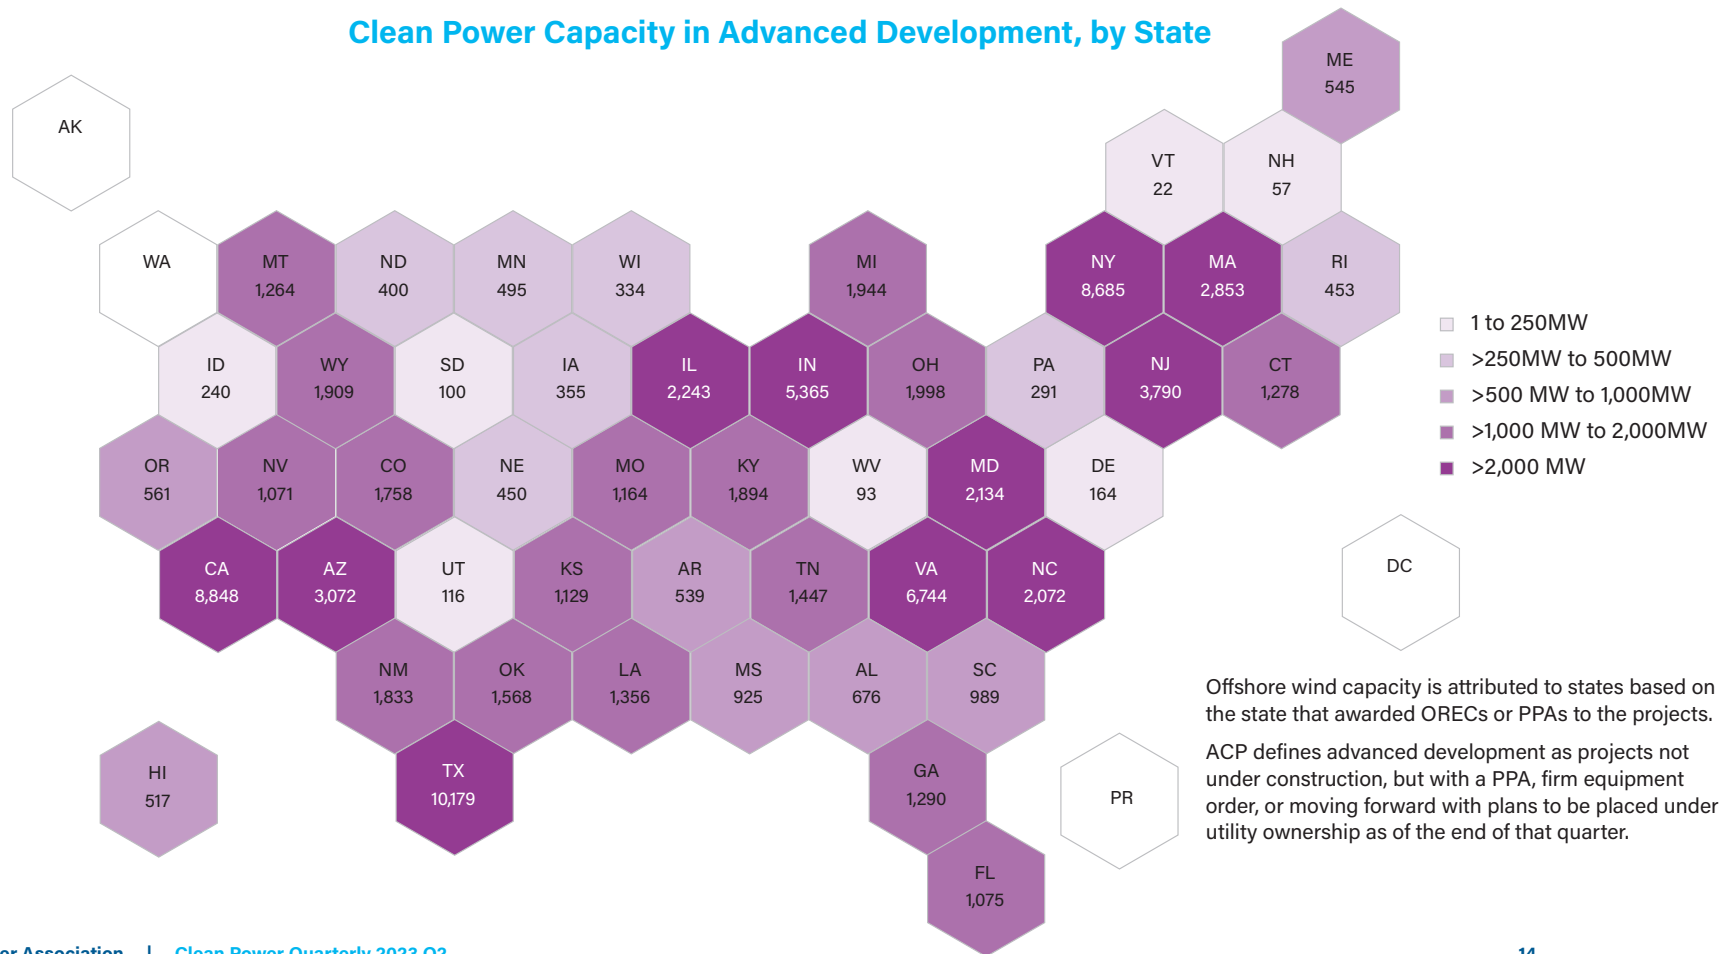 Clean Power Capacity in Advanced Development, by State
ME
545
AK
VT
22
NH
57
WA
MT
1,264
ND
400
MN
495
WI
334
MI
1,944
NY
8,685
MA
2,853
RI
453
ID
240
WY
1,909
SD
100
IA
355
IL
2,243
IN
5,365
OH
1,998
PA
291
NJ
3,790
CT
1,278
OR
561
NV
1,071
CO
1,758
NE
450
MO
1,164
KY
1,894
WV
93
MD
2,134
DE
164
CA
8,848
AZ
3,072
UT
116
KS
1,129
AR
539
TN
1,447
VA
6,744
NC
2,072
NM
1,833
OK
1,568
LA
1,356
MS
925
AL
676
SC
989
HI
517
TX
10,179
GA
1,290
FL
1,075
DC
PR
1 to 250MW
>250MW to 500MW
>500 MW to 1,000MW
>1,000 MW to 2,000MW
>2,000 MW
Offshore wind capacity is attributed to states based on
the state that awarded ORECs or PPAs to the projects.
ACP defines advanced development as projects not
under construction, but with a PPA, firm equipment
order, or moving forward with plans to be placed under
utility ownership as of the end of that quarter.
er Association | Clean Power Quarterly 2023 Q2
14